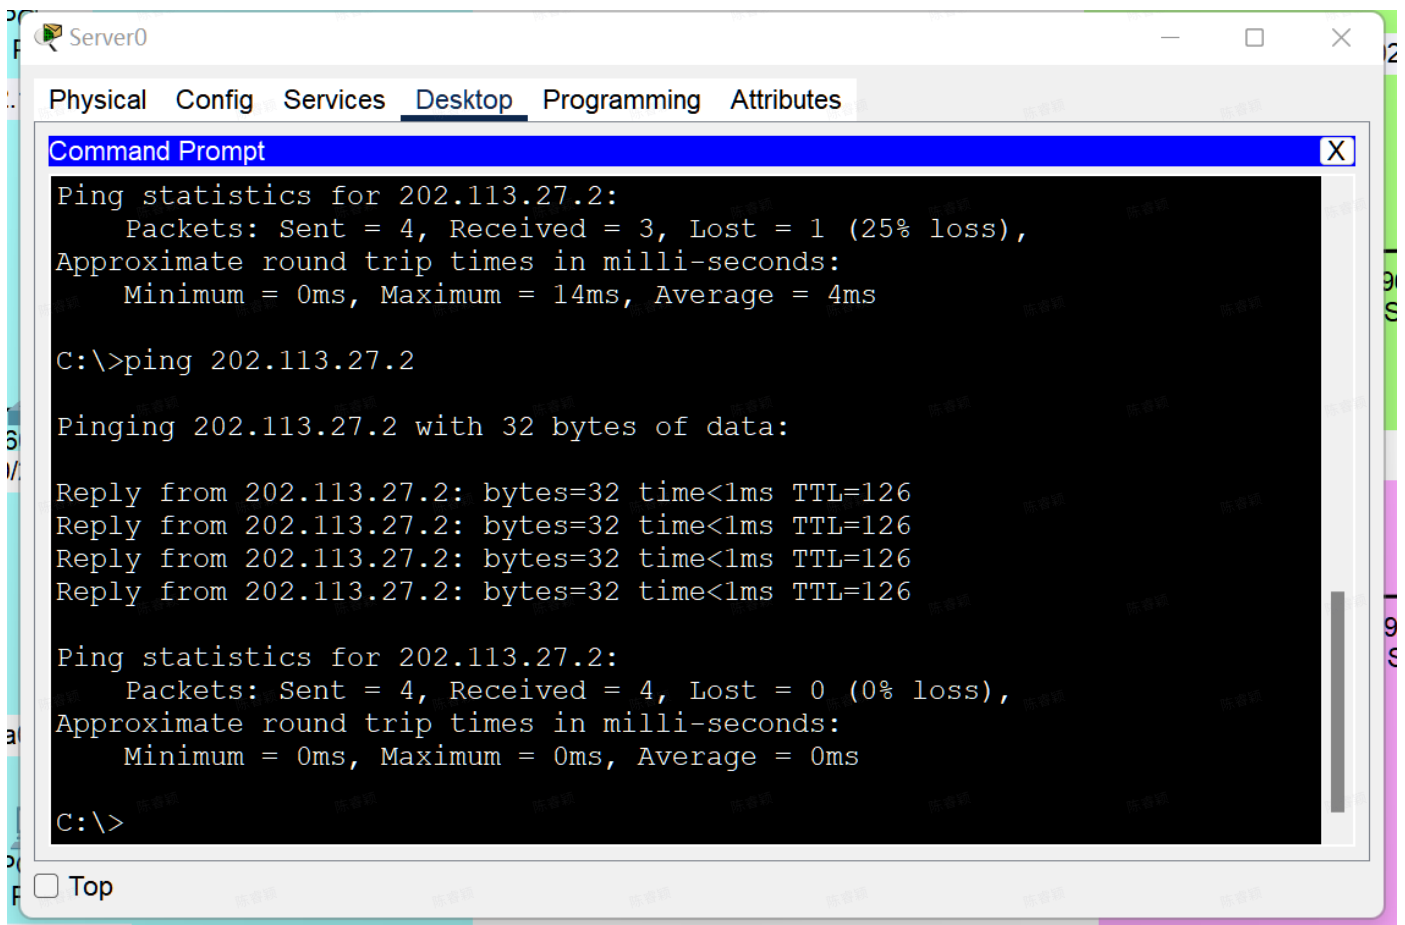 Server0
Physical Config Services Desktop Programming Attributes
Command Prompt
X
Ping statistics for 202.113.27.2:
Packets: Sent = 4, Received = 3, Lost = 1 (25% loss),
Approximate round trip times in milli-seconds:
Minimum = 0ms, Maximum = 14ms, Average = 4ms
C:\>ping 202.113.27.2
Pinging 202.113.27.2 with 32 bytes of data:
Reply from 202.113.27.2: bytes=32 time<1ms TTL=126
Reply from 202.113.27.2: bytes=32 time<1ms TTL=126
Reply from 202.113.27.2: bytes=32 time<1ms TTL=126
Reply from 202.113.27.2: bytes=32 time<1ms TTL=126
Ping statistics for 202.113.27.2:
Packets: Sent = 4, Received = 4, Lost = 0 (0% loss),
Approximate round trip times in milli-seconds:
Minimum = 0ms, Maximum = 0ms, Average = 0ms
C:\>
Top